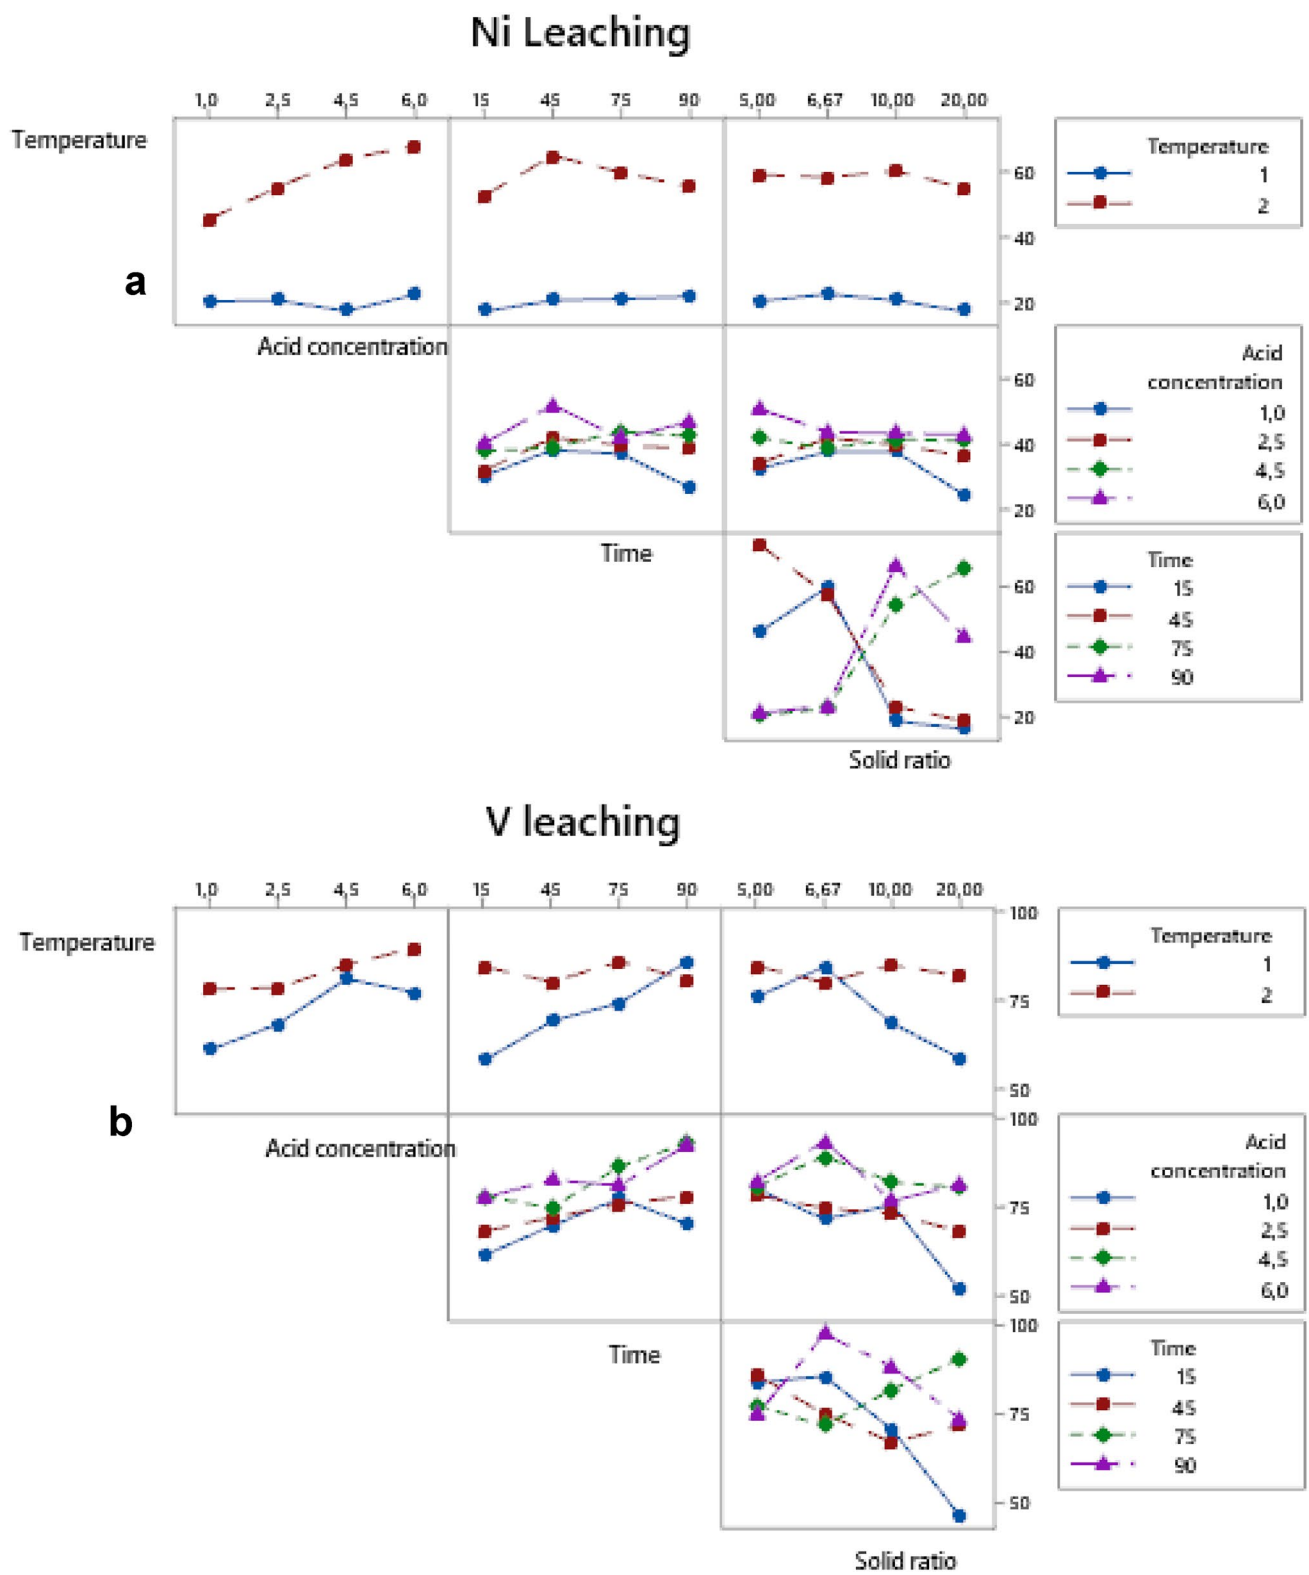 Ni Leaching
1,0 2,5 4,5 6,0 15 45 75 90 5,00 6,67 10,00 20,00
Temperature
Temperature
1
2
60
40
20
a
Acid concentration
Acid
concentration
1,0
2,5
4,5
6,0
60
40
20
Time
Time
15
45
75
90
60
40
20
Solid ratio
V leaching
1,0 2,5 4,5 6,0 15 45 75 90 5,00 6,67 10,00 20,00
Temperature
100
75
50
Temperature
1
2
b
Acid concentration
100
75
50
Acid
concentration
1,0
2,5
4,5
6,0
Time
100
75
50
Time
15
45
75
90
Solid ratio